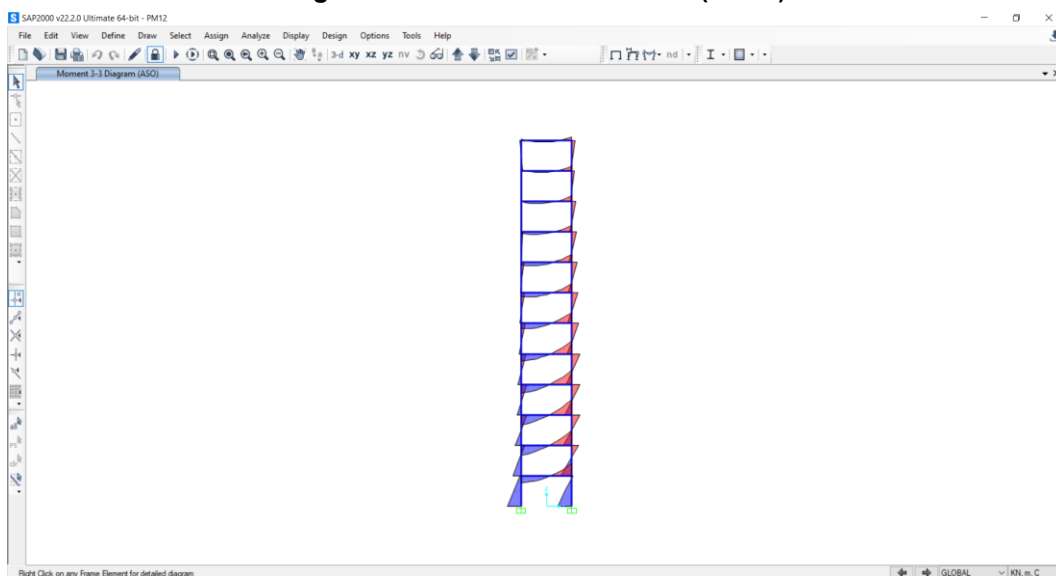 SAP2000 v22.2.0 Ultimate 64-bit - PM12
File Edit View Define Draw Select Assign Analyze Display Design Options Tools Help
3-d xy xz yz nv nd
Moment 3-3 Diagram (ASO)
Right Click on any Frame Element for detailed diagram
GLOBAL
KN, m, C